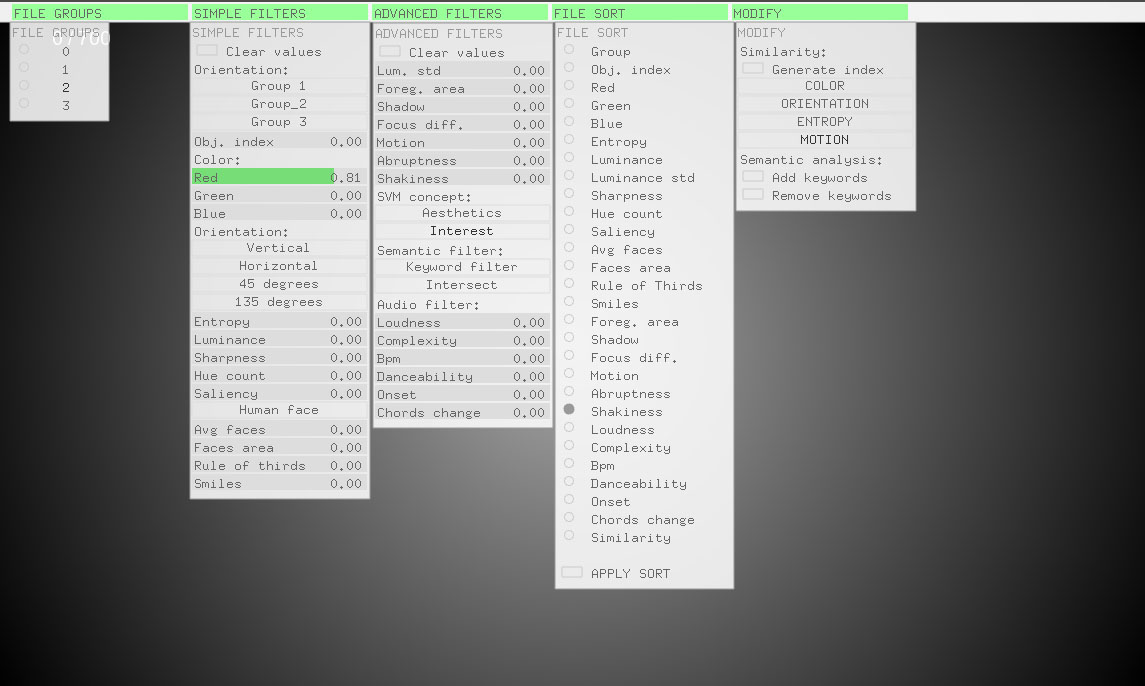 FILE GROUPS
SIMPLE FILTERS
ADVANCED FILTERS
FILE SORT
MODIFY
FILE GROUPS
0/700
0
1
2
3
SIMPLE FILTERS
Clear values
Orientation:
Group 1
Group_2
Group 3
Obj. index 0.00
Color:
Red 0.81
Green 0.00
Blue 0.00
Orientation:
Vertical
Horizontal
45 degrees
135 degrees
Entropy 0.00
Luminance 0.00
Sharpness 0.00
Hue count 0.00
Saliency 0.00
Human face
Avg faces 0.00
Faces area 0.00
Rule of thirds 0.00
Smiles 0.00
ADVANCED FILTERS
Clear values
Lum. std 0.00
Foreg. area 0.00
Shadow 0.00
Focus diff. 0.00
Motion 0.00
Abruptness 0.00
Shakiness 0.00
SVM concept:
Aesthetics
Interest
Semantic filter:
Keyword filter
Intersect
Audio filter:
Loudness 0.00
Complexity 0.00
Bpm 0.00
Danceability 0.00
Onset 0.00
Chords change 0.00
FILE SORT
Group
Obj. index
Red
Green
Blue
Entropy
Luminance
Luminance std
Sharpness
Hue count
Saliency
Avg faces
Faces area
Rule of Thirds
Smiles
Foreg. area
Shadow
Focus diff.
Motion
Abruptness
Shakiness
Loudness
Complexity
Bpm
Danceability
Onset
Chords change
Similarity
APPLY SORT
MODIFY
Similarity:
Generate index
COLOR
ORIENTATION
ENTROPY
MOTION
Semantic analysis:
Add keywords
Remove keywords